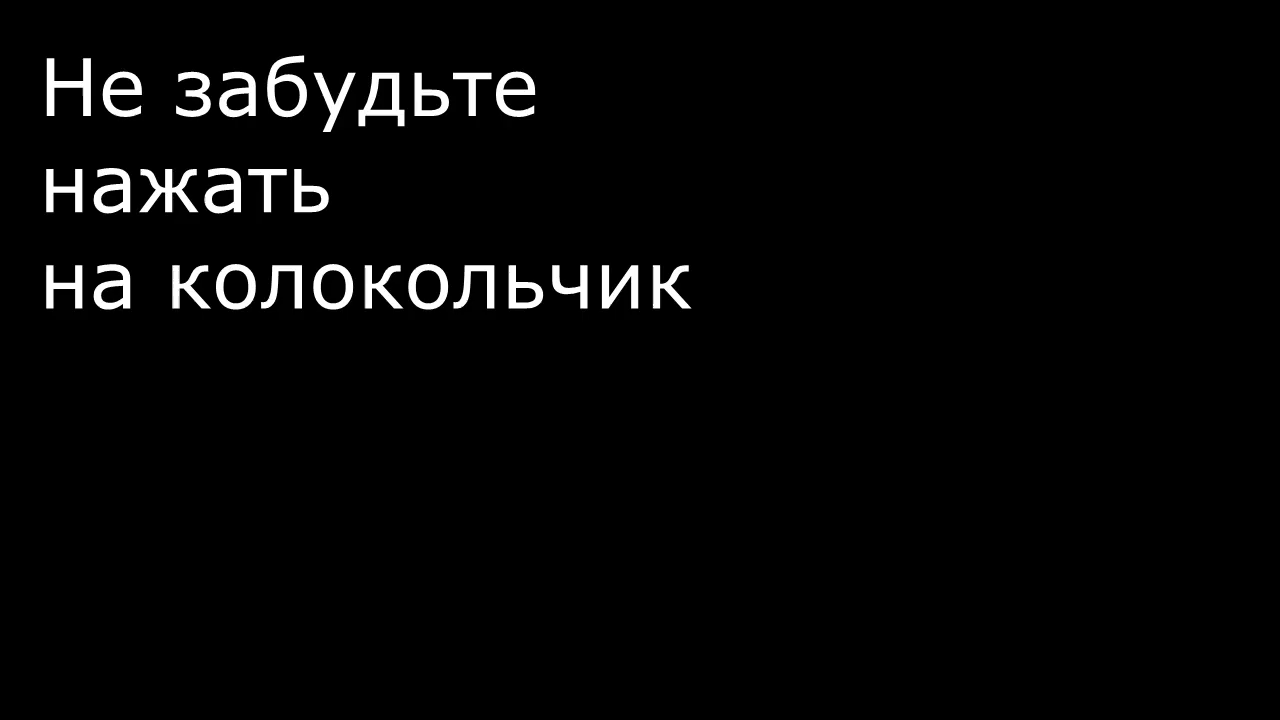 Не забудьте
нажать
на колокольчик